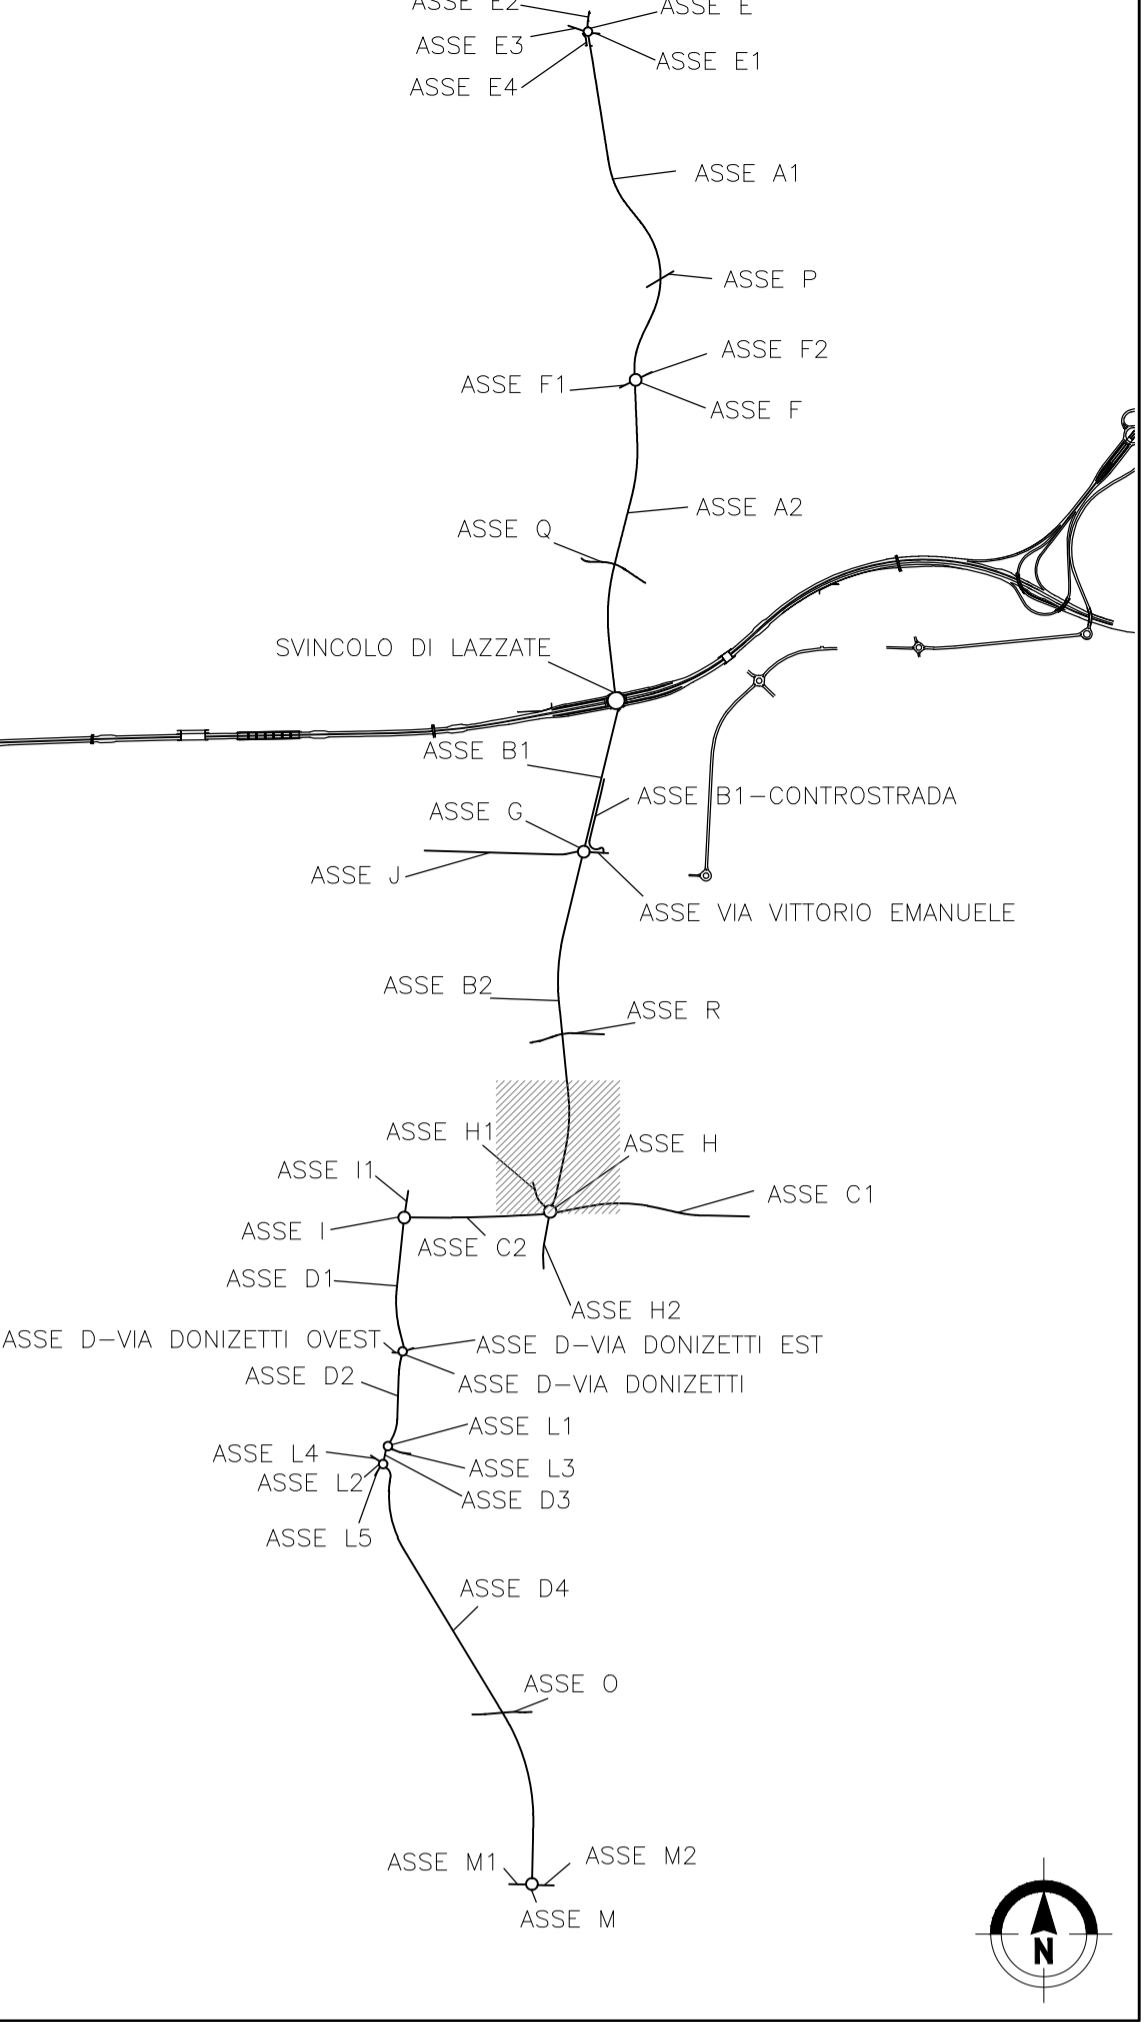 ASSE E2
ASSE E
ASSE E3
ASSE E1
ASSE E4
ASSE A1
ASSE P
ASSE F2
ASSE F1
ASSE F
ASSE A2
ASSE Q
SVINCOLO DI LAZZATE
ASSE B1
ASSE B1-CONTROSTRADA
ASSE G
ASSE J
ASSE VIA VITTORIO EMANUELE
ASSE B2
ASSE R
ASSE H1
ASSE H
ASSE I1
ASSE C1
ASSE I
ASSE C2
ASSE D1
ASSE H2
ASSE D-VIA DONIZETTI OVEST
ASSE D-VIA DONIZETTI EST
ASSE D2
ASSE D-VIA DONIZETTI
ASSE L1
ASSE L4
ASSE L3
ASSE L2
ASSE D3
ASSE L5
ASSE D4
ASSE O
ASSE M1
ASSE M2
ASSE M
N